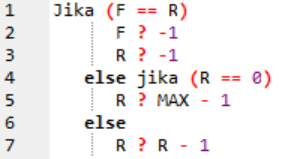 1 Jika (F == R)
2 F ? -1
3 R ? -1
4 else jika (R == 0)
5 R ? MAX - 1
6 else
7 R ? R - 1